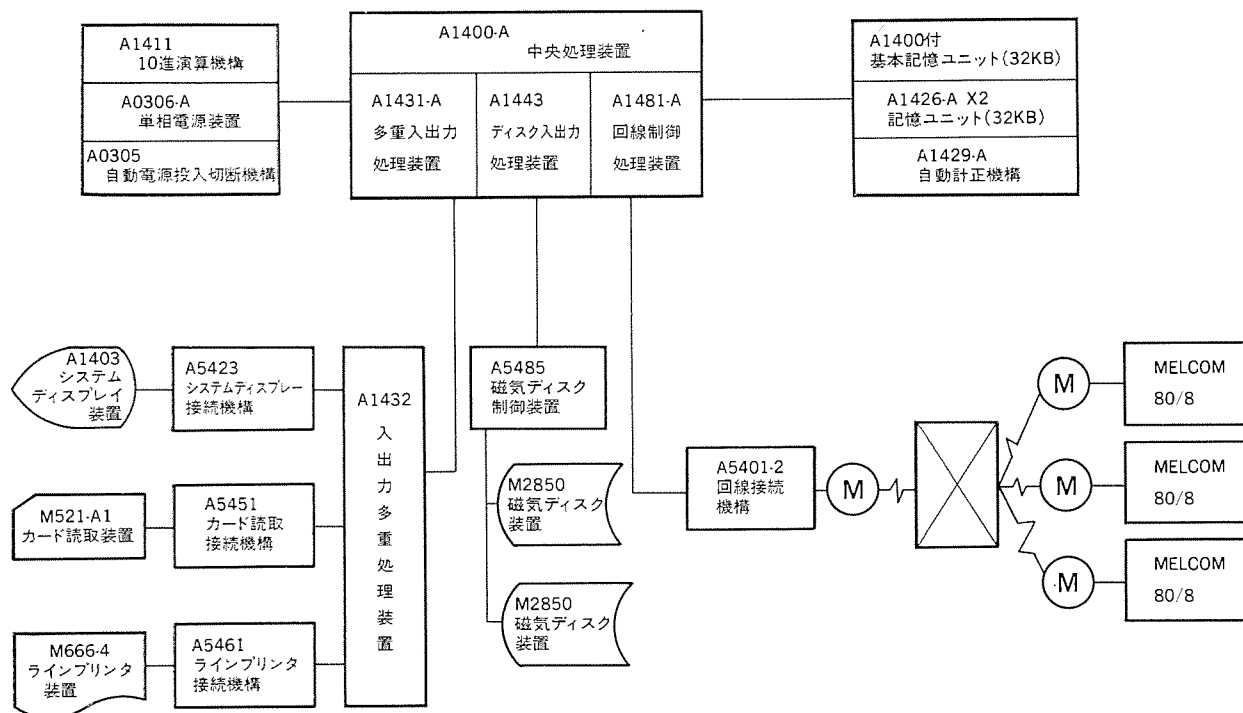 A1411
10進演算機構
A0306-A
単相電源装置
A0305
自動電源投入切断機構
A1400-A
中央処理装置
A1431-A
多重入出力
処理装置
A1443
ディスク入出力
処理装置
A1481-A
回線制御
処理装置
A1400付
基本記憶ユニット(32KB)
A1426-A X2
記憶ユニット(32KB)
A1429-A
自動計正機構
A1403
システム
ディスプレイ
装置
A5423
システムディスプレー
接続機構
M521-A1
カード読取装置
A5451
カード読取
接続機構
M666-4
ラインプリンタ
装置
A5461
ラインプリンタ
接続機構
A1432
入出力多重処理装置
A5485
磁気ディスク
制御装置
M2850
磁気ディスク
装置
M2850
磁気ディスク
装置
A5401-2
回線接続
機構
M
M
MELCOM
80/8
M
MELCOM
80/8
M
MELCOM
80/8